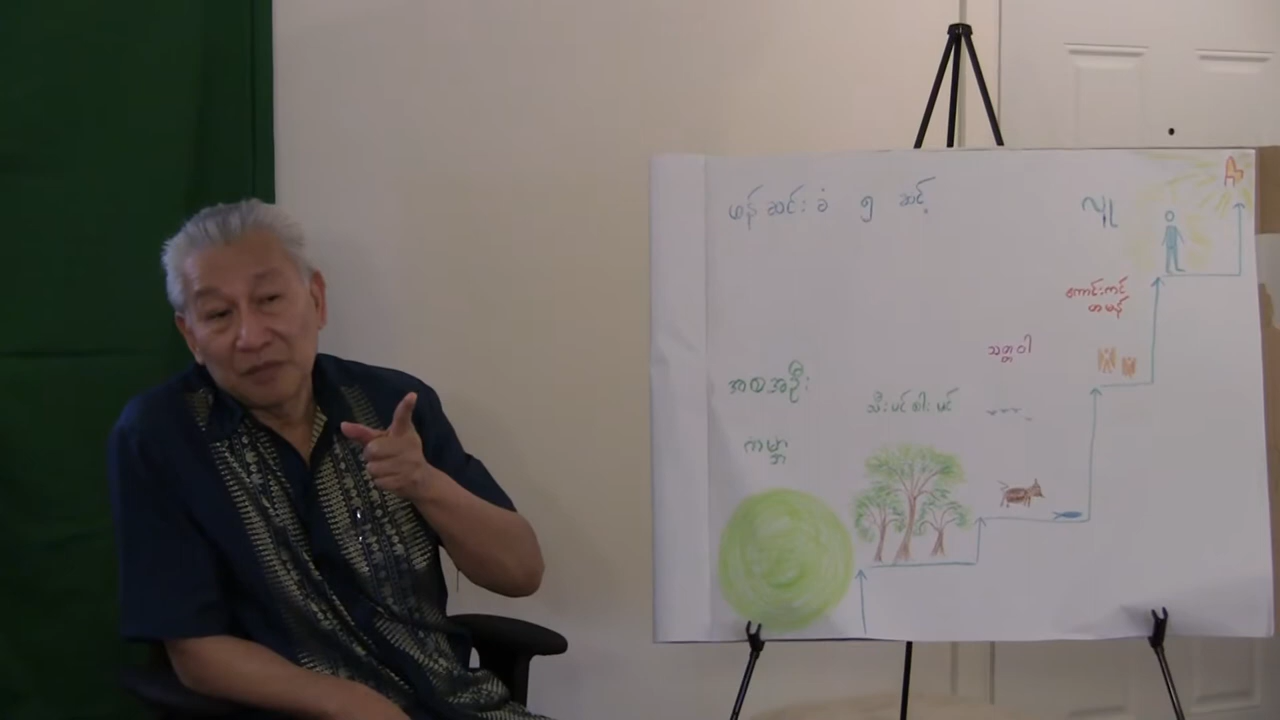 ဖန်ဆင်းခံ ၅ ဆင့်
လူ
ကောင်းကင်
တမန်
သတ္တဝါ
အစအဦး
သီးပင်စားပင်
ကမ္ဘာ